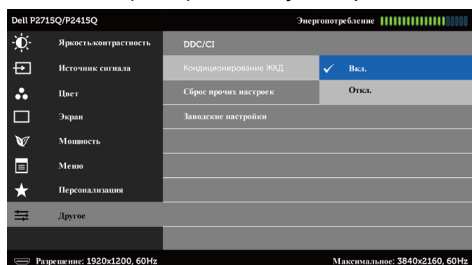 Dell P2715Q/P2415Q Энергопотребление
Яркость/контрастность DDC/CI
Источник сигнала Кондиционирование ЖКД ✓ Вкл.
Цвет Сброс прочих настроек Откл.
Экран Заводские настройки
Мощность
Меню
Персонализация
Другое
Разрешение: 1920x1200, 60Hz Максимальное: 3840x2160, 60Hz